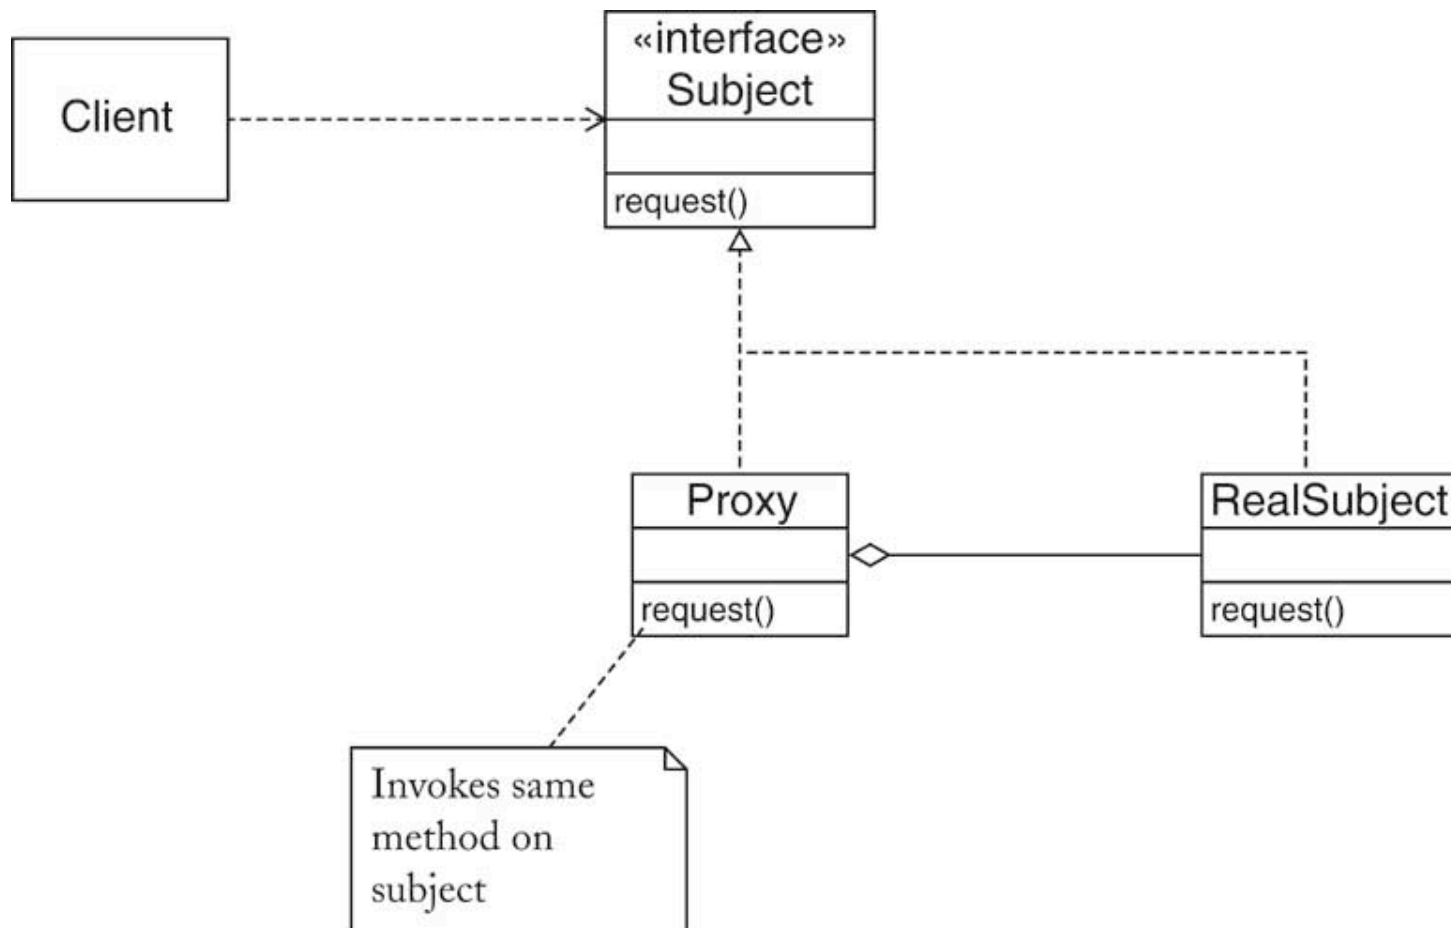 Client
«interface»
Subject
request()
Proxy
request()
RealSubject
request()
Invokes same
method on
subject